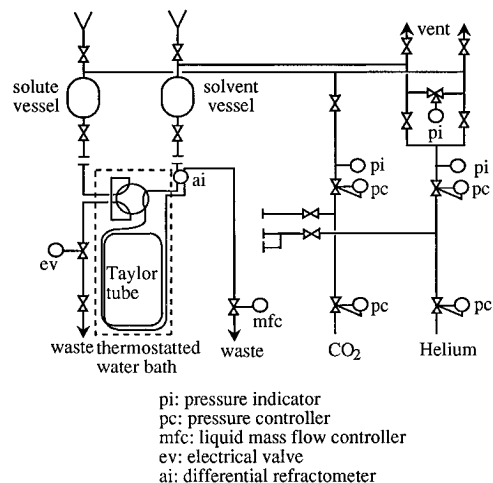 vent
solute
vessel
solvent
vessel
pi
pi
pc
ai
pi
pc
ev
Taylor
tube
mfc
pc
pc
waste
thermostatted
water bath
waste
CO2
Helium
pi: pressure indicator
pc: pressure controller
mfc: liquid mass flow controller
ev: electrical valve
ai: differential refractometer